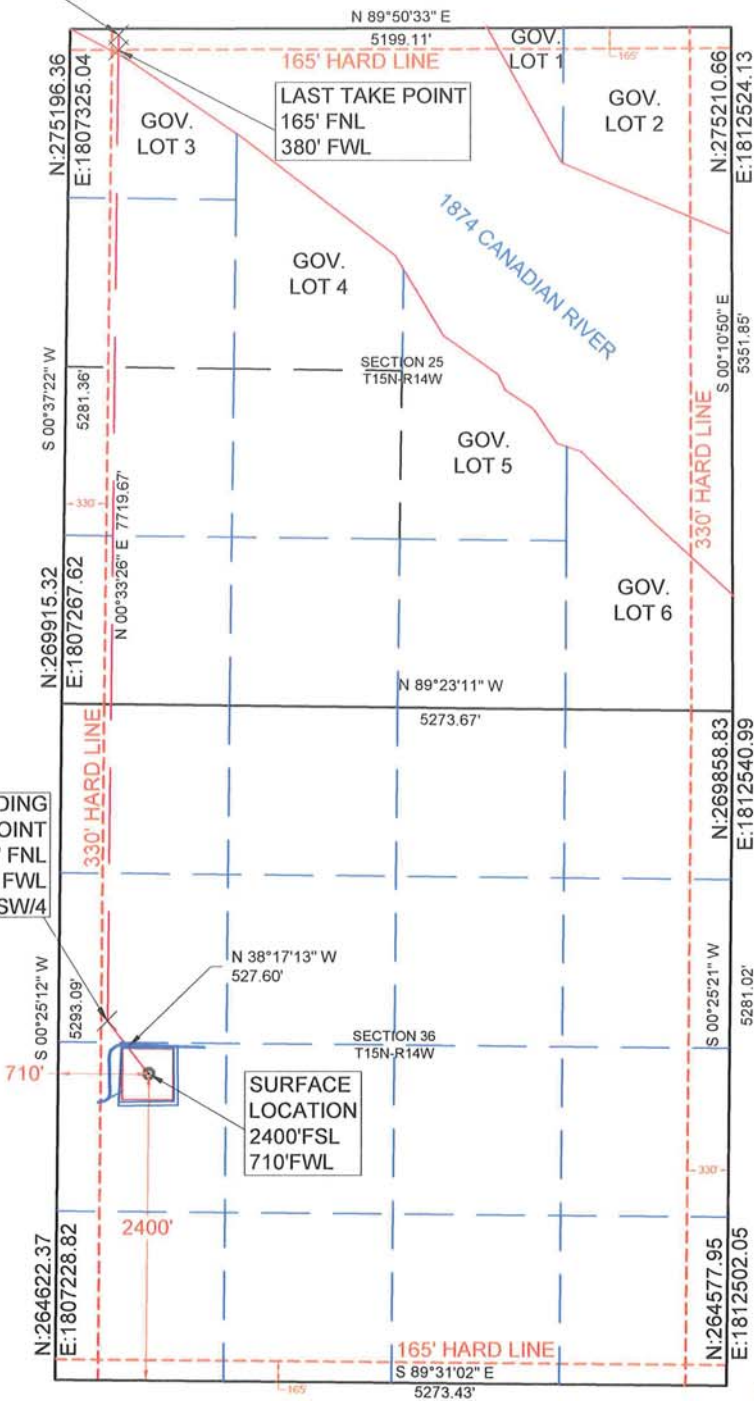 N 89°50'33" E
5199.11'
165' HARD LINE
165'
GOV.
LOT 1
GOV.
LOT 2
N:275196.36
E:1807325.04
N:275210.66
E:1812524.13
LAST TAKE POINT
165' FNL
380' FWL
GOV.
LOT 3
GOV.
LOT 4
1874 CANADIAN RIVER
SECTION 25
T15N-R14W
S 00°37'22" W
5281.36'
S 00°10'50" E
5351.85'
GOV.
LOT 5
330' HARD LINE
330'
N 00°33'26" E 7719.67'
GOV.
LOT 6
N:269915.32
E:1807267.62
N 89°23'11" W
5273.67'
N:269858.83
E:1812540.99
330' HARD LINE
DING
OINT
' FNL
FWL
SW/4
N 38°17'13" W
527.60'
S 00°25'12" W
5293.09'
SECTION 36
T15N-R14W
S 00°25'21" W
5281.02'
710'
SURFACE
LOCATION
2400'FSL
710'FWL
330'
2400'
N:264622.37
E:1807228.82
N:264577.95
E:1812502.05
165' HARD LINE
S 89°31'02" E
165'
5273.43'